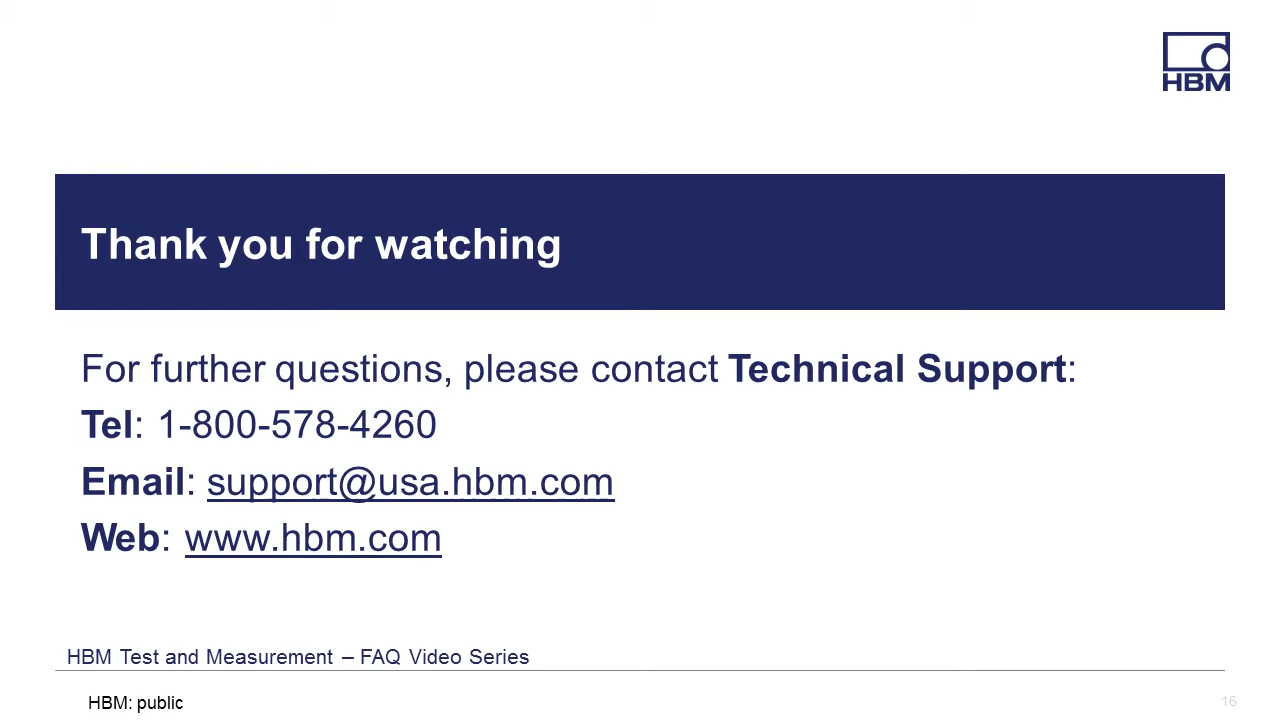 HBM
Thank you for watching
For further questions, please contact Technical Support:
Tel: 1-800-578-4260
Email: support@usa.hbm.com
Web: www.hbm.com
HBM Test and Measurement – FAQ Video Series
HBM: public
16